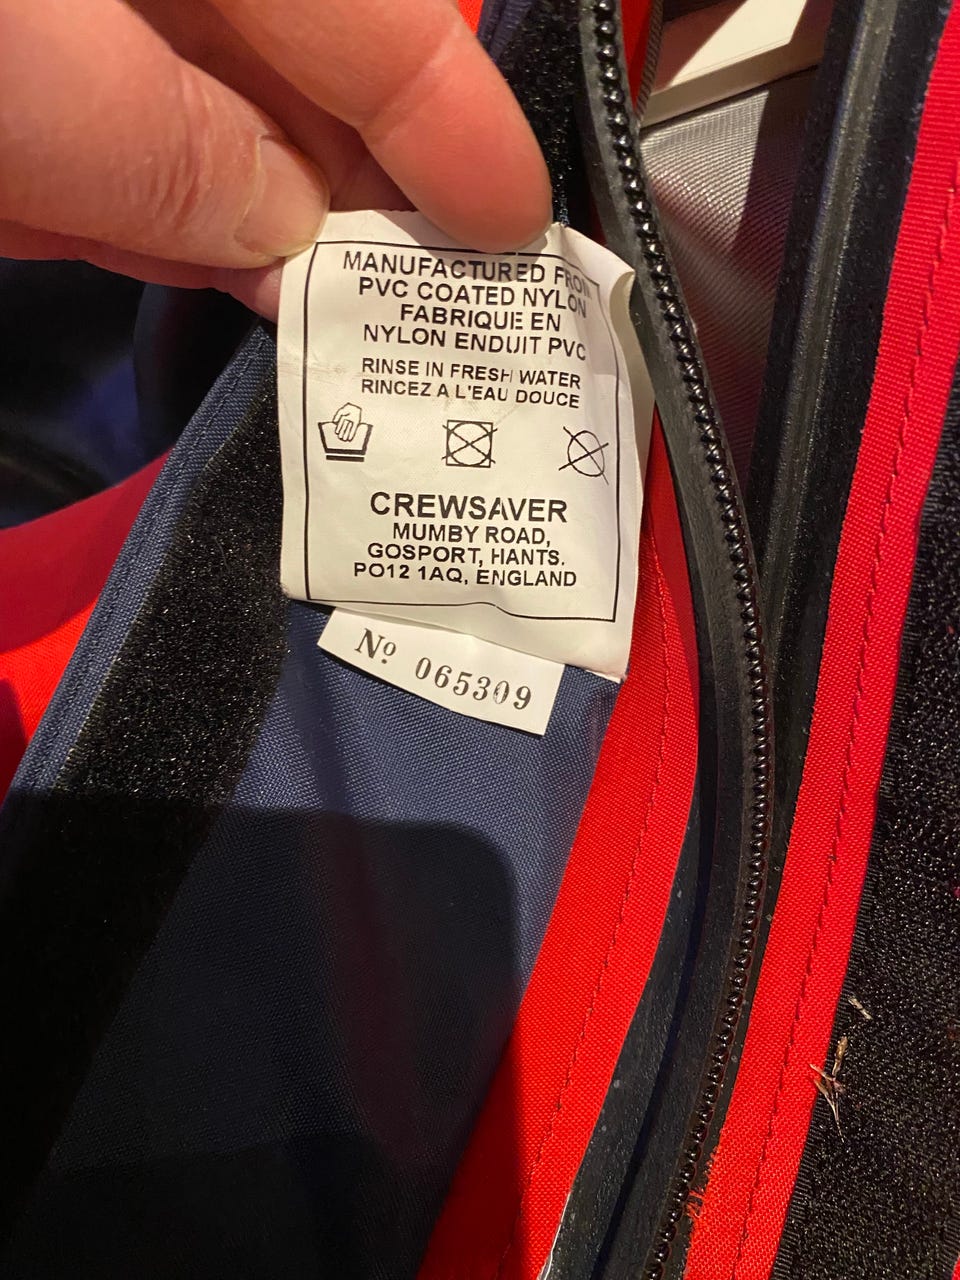 MANUFACTURED FROM
PVC COATED NYLON
FABRIQUE EN
NYLON ENDUIT PVC
RINSE IN FRESH WATER
RINCEZ A L'EAU DOUCE
CREWSAVER
MUMBY ROAD,
GOSPORT, HANTS.
PO12 1AQ, ENGLAND
Nº 065309